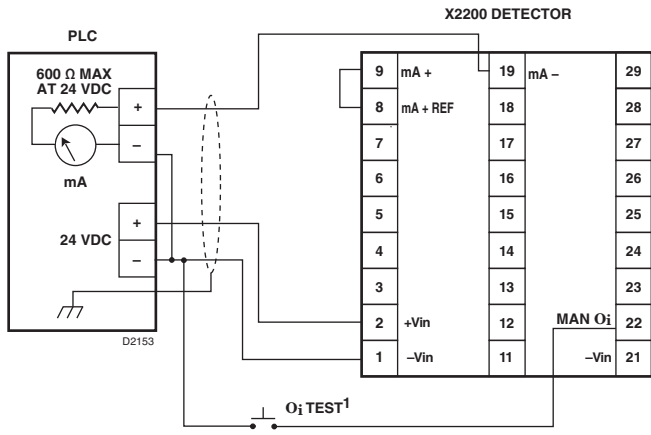 X2200 DETECTOR
PLC
600 Ω MAX
AT 24 VDC
+
–
mA
24 VDC
+
–
D2153
9 mA + 19 mA – 29
8 mA + REF 18 28
7 17 27
6 16 26
5 15 25
4 14 24
3 13 23
2 +Vin 12 MAN Oi 22
1 –Vin 11 –Vin 21
Oi TEST1